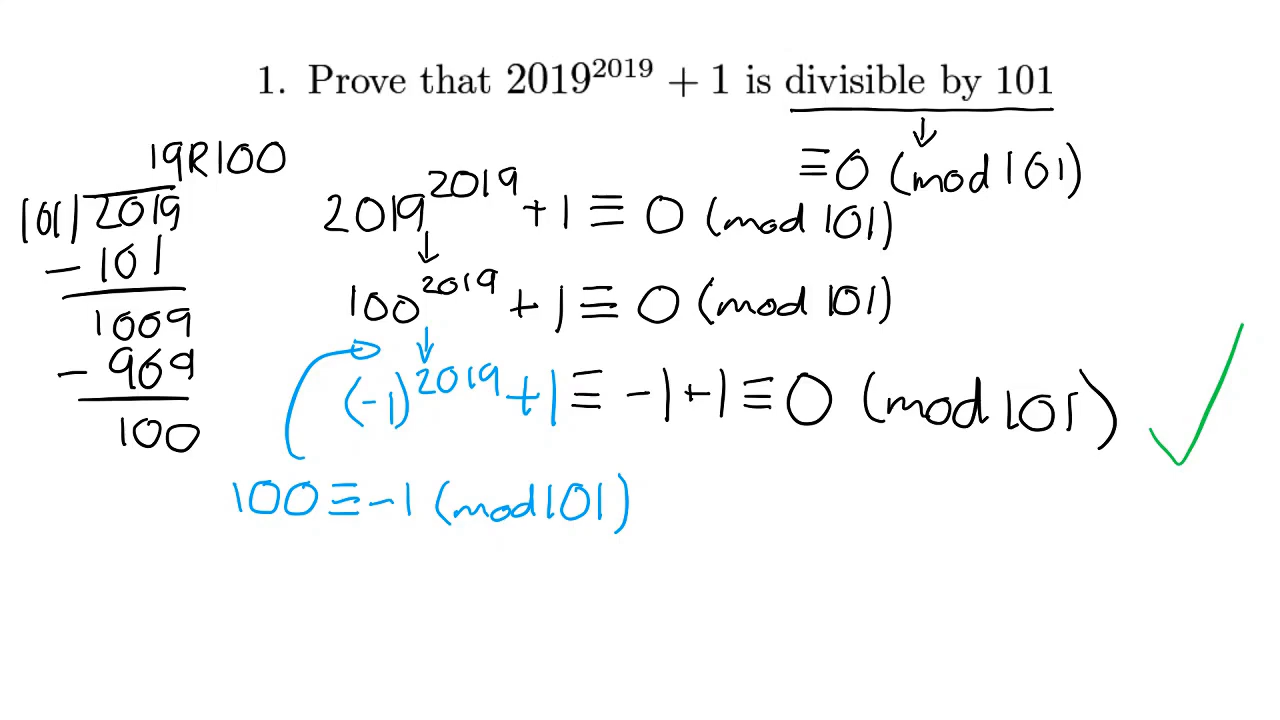 1. Prove that 2019^2019 + 1 is divisible by 101
≡0 (mod 101)
19R100
101)2019
-101
1009
-969
100
2019^2019 +1 ≡ 0 (mod 101)
↓
100^2019 +1 ≡ 0 (mod 101)
↓
(-1)^2019 +1 ≡ -1+1 ≡ 0 (mod 101)
100 ≡ -1 (mod 101)